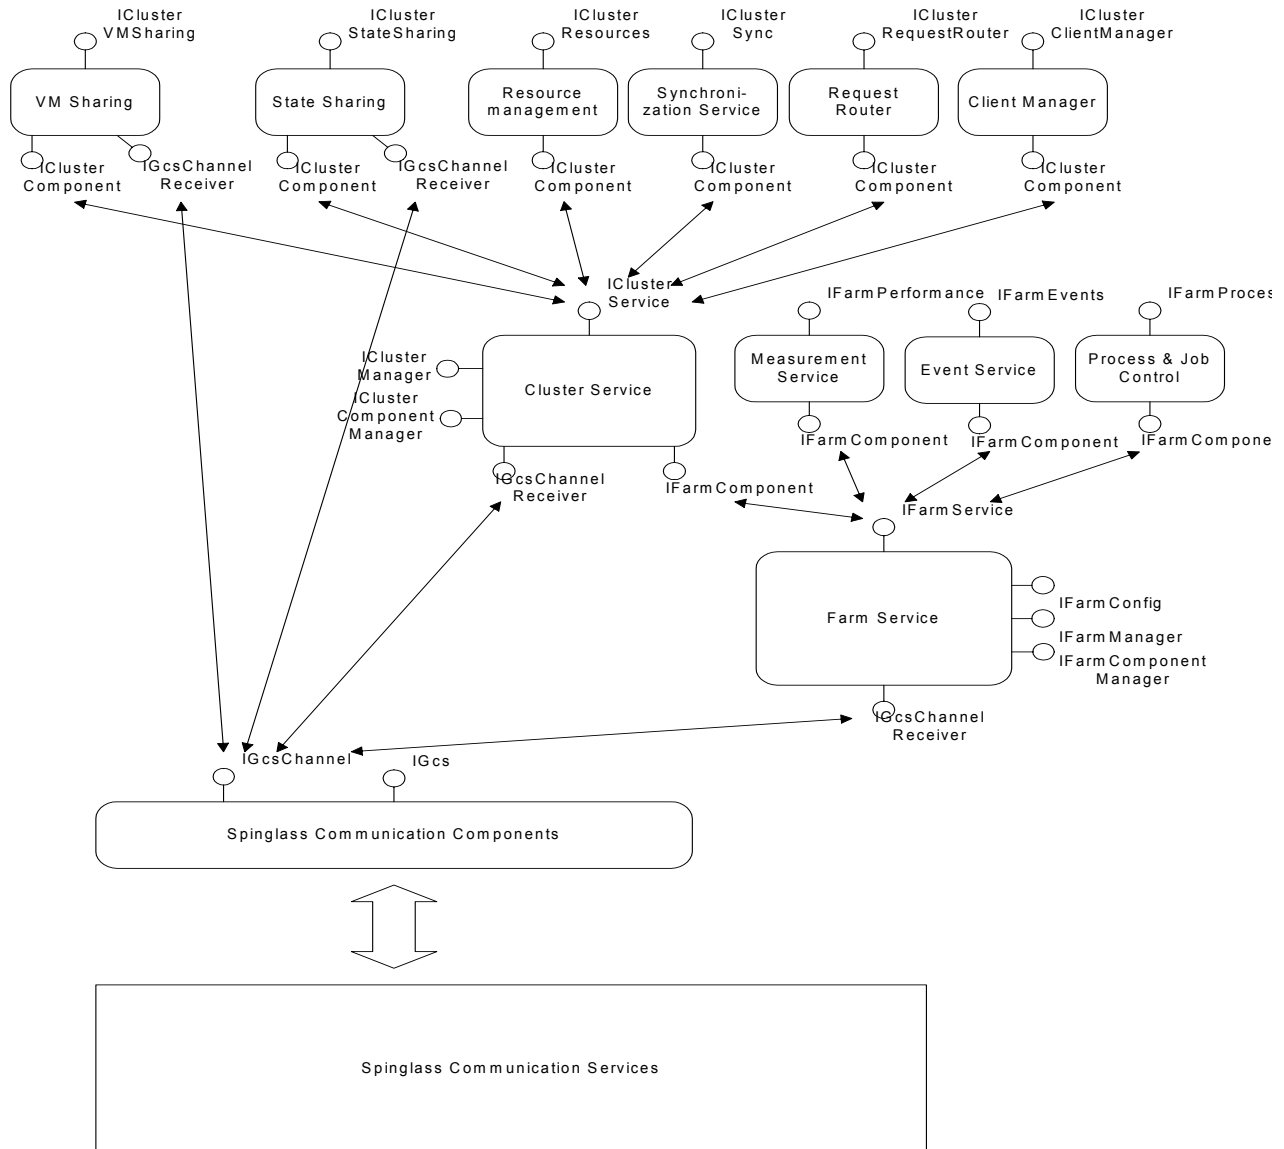 ICluster
VMSharing
ICluster
StateSharing
ICluster
Resources
ICluster
Sync
ICluster
RequestRouter
ICluster
ClientManager
VM Sharing
State Sharing
Resource
management
Synchroni-
zation Service
Request
Router
Client Manager
ICluster
Component
IGcsChannel
Receiver
ICluster
Component
IGcsChannel
Receiver
ICluster
Component
ICluster
Component
ICluster
Component
ICluster
Component
ICluster
Service
IFarmPerformance
IFarmEvents
IFarmProces
ICluster
Manager
ICluster
Component
Manager
Cluster Service
Measurement
Service
Event Service
Process & Job
Control
IFarmComponent
IFarmComponent
IFarmCompone
IGcsChannel
Receiver
IFarmComponent
IFarmService
Farm Service
IFarmConfig
IFarmManager
IFarmComponent
Manager
IGcsChannel
Receiver
IGcsChannel
IGcs
Spinglass Communication Components
Spinglass Communication Services